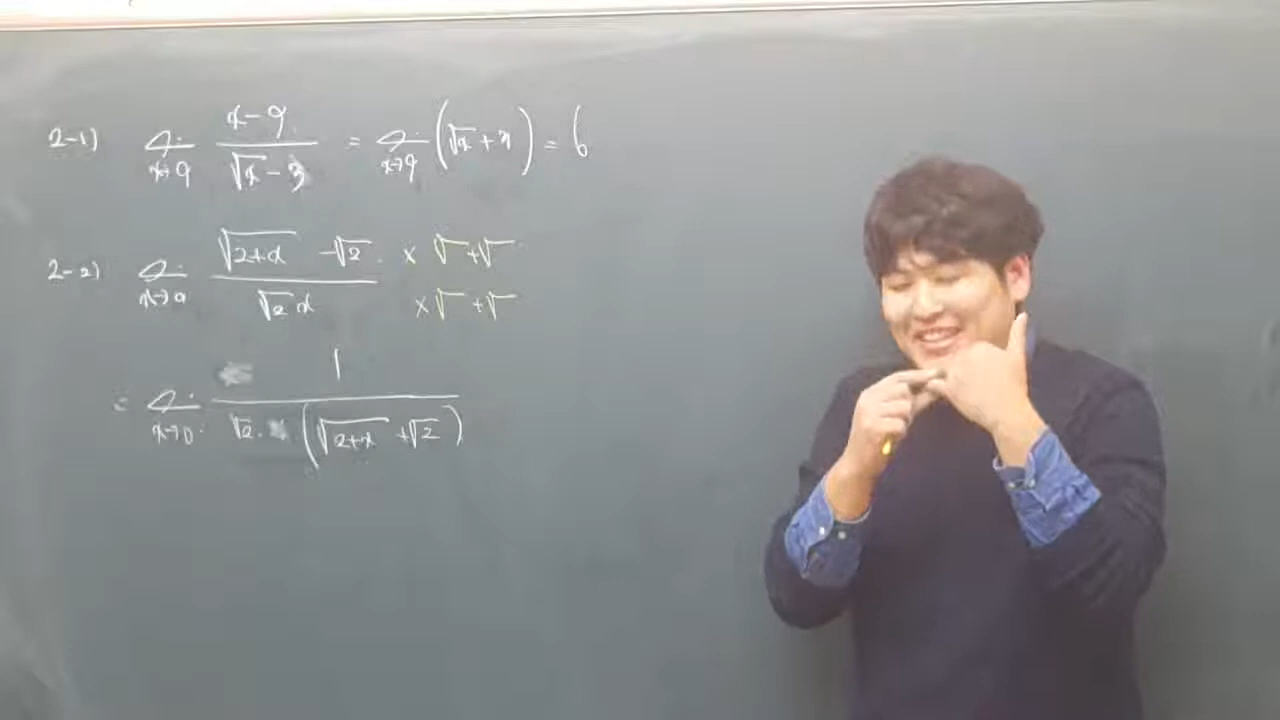 2-1) lim x→9 x-9 / √x - 3 = lim x→9 (√x + 3) = 6
2-2) lim x→0 √2+x - √2 / √2 x × √ + √ × √ + √
= lim x→0 1 / √2 · (√2+x + √2)